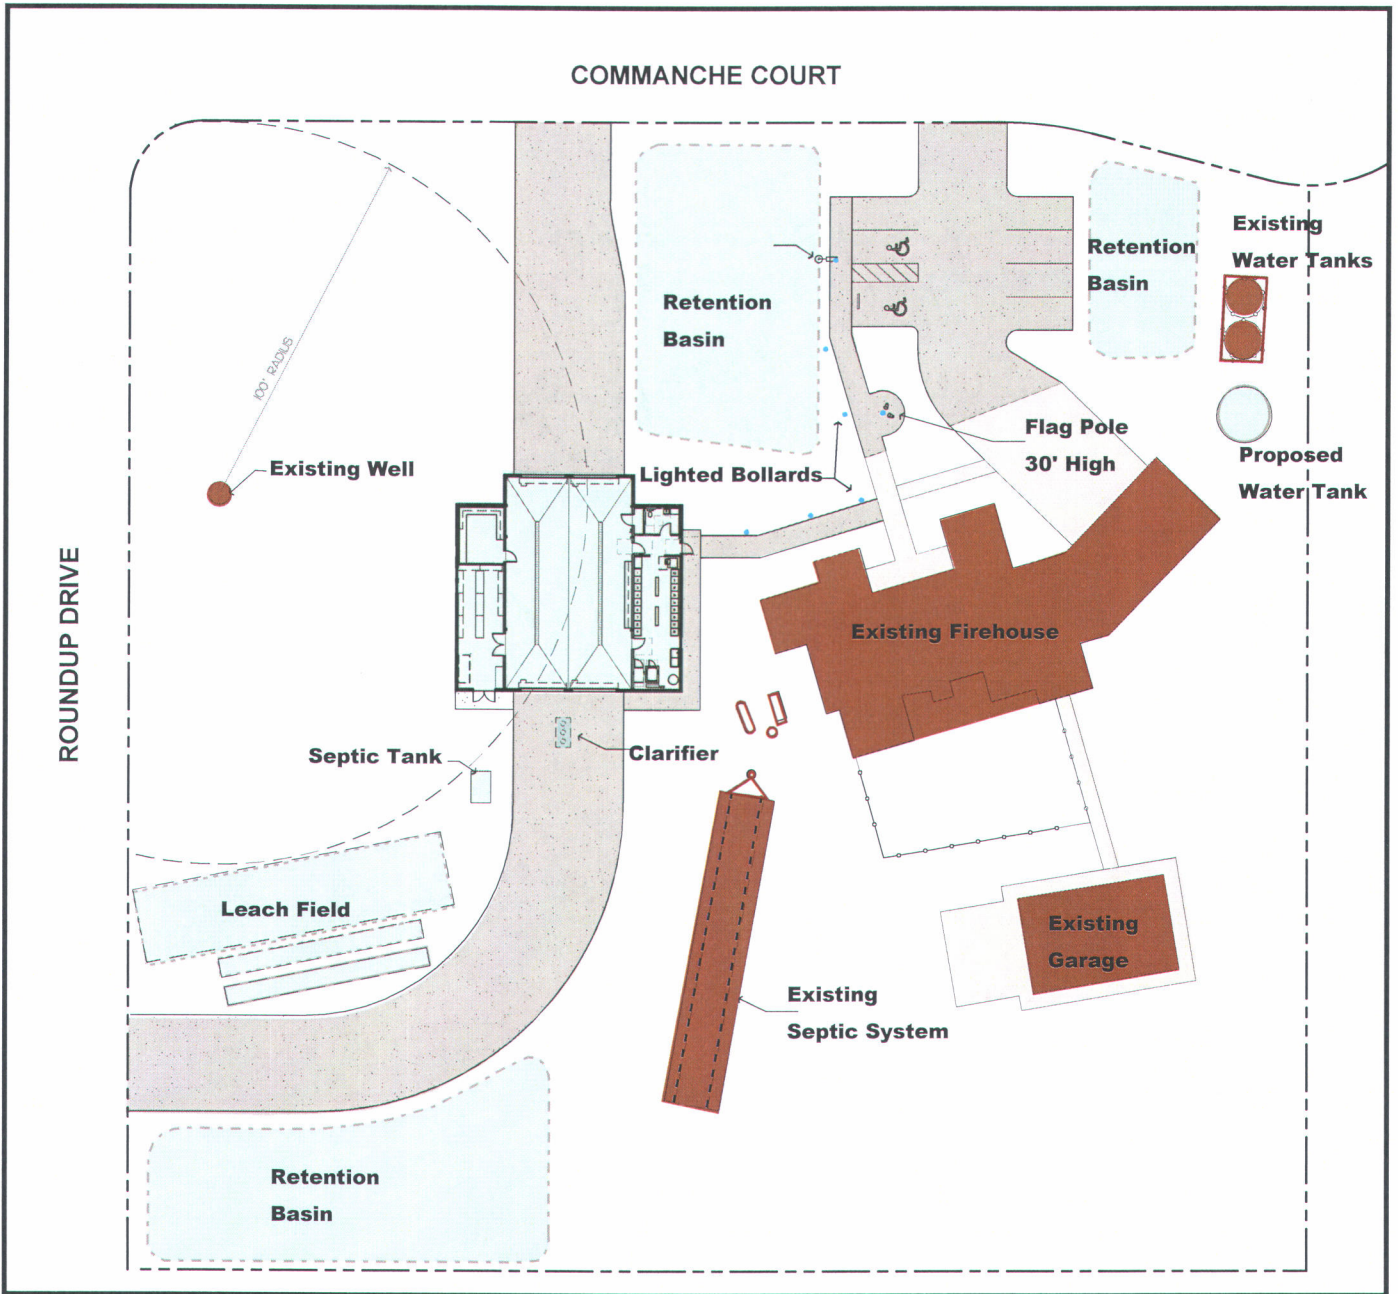 COMMANCHE COURT
Existing
Water Tanks
Retention
Basin
Retention
Basin
100' RADIUS
Flag Pole
30' High
Proposed
Water Tank
Existing Well
Lighted Bollards
ROUNDUP DRIVE
Existing Firehouse
Septic Tank
Clarifier
Leach Field
Existing
Garage
Existing
Septic System
Retention
Basin